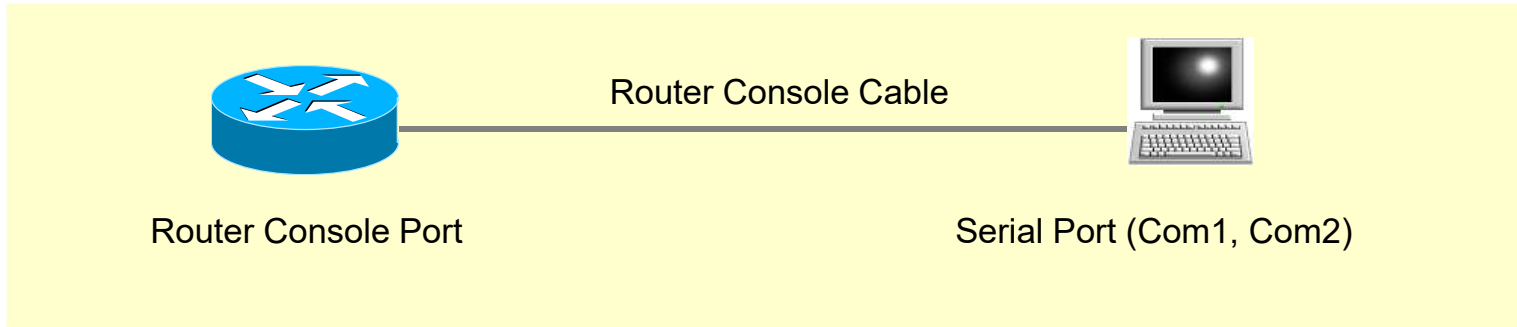 Router Console Cable
Router Console Port
Serial Port (Com1, Com2)